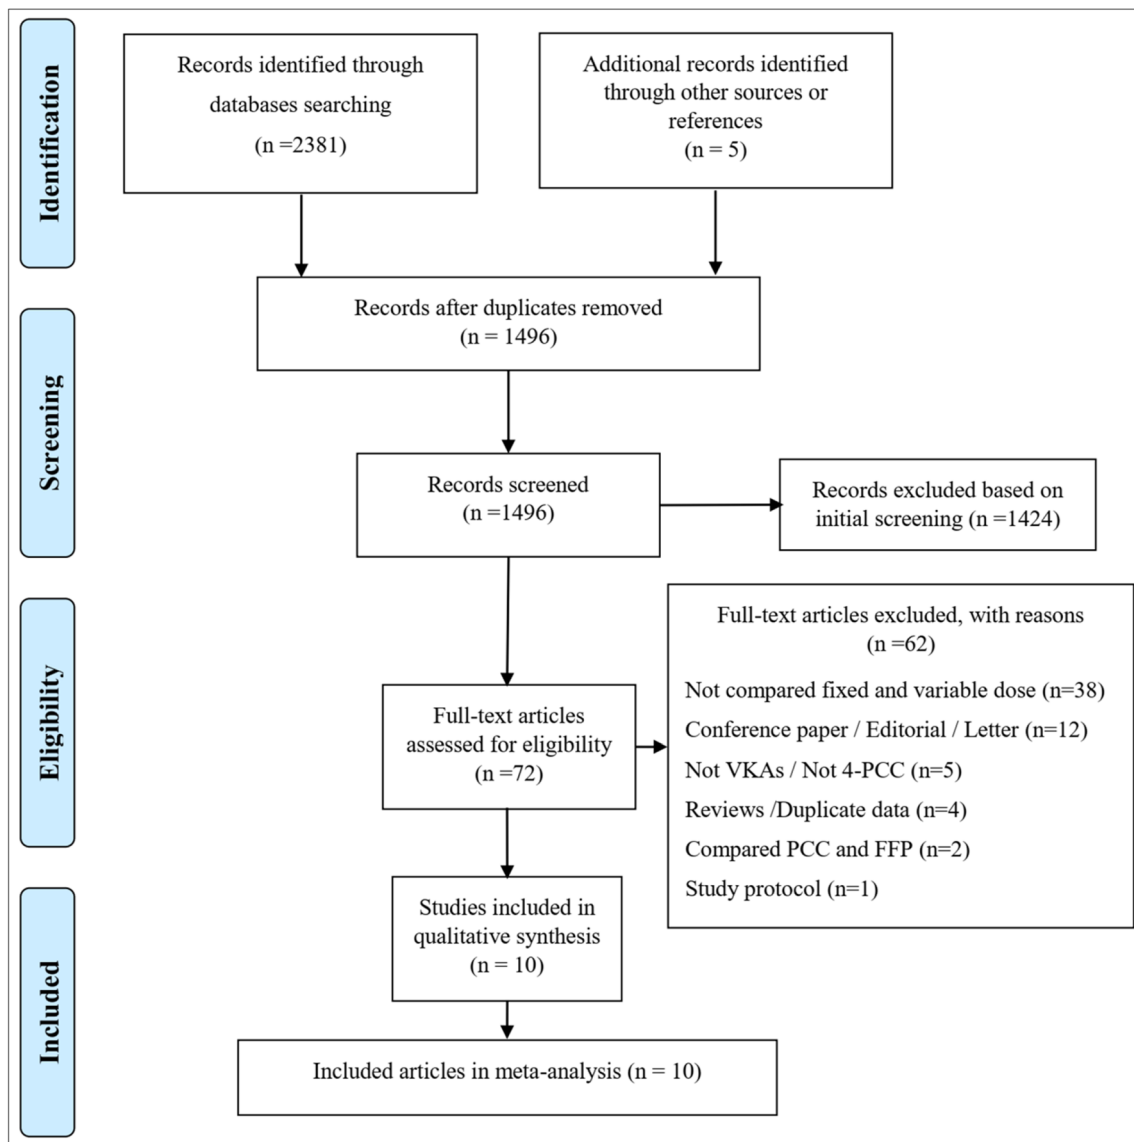 Identification
Records identified through
databases searching
(n =2381)
Additional records identified
through other sources or
references
(n = 5)
Records after duplicates removed
(n = 1496)
Screening
Records screened
(n =1496)
Records excluded based on
initial screening (n =1424)
Eligibility
Full-text articles
assessed for eligibility
(n =72)
Full-text articles excluded, with reasons
(n =62)
Not compared fixed and variable dose (n=38)
Conference paper / Editorial / Letter (n=12)
Not VKAs / Not 4-PCC (n=5)
Reviews /Duplicate data (n=4)
Compared PCC and FFP (n=2)
Study protocol (n=1)
Included
Studies included in
qualitative synthesis
(n = 10)
Included articles in meta-analysis (n = 10)